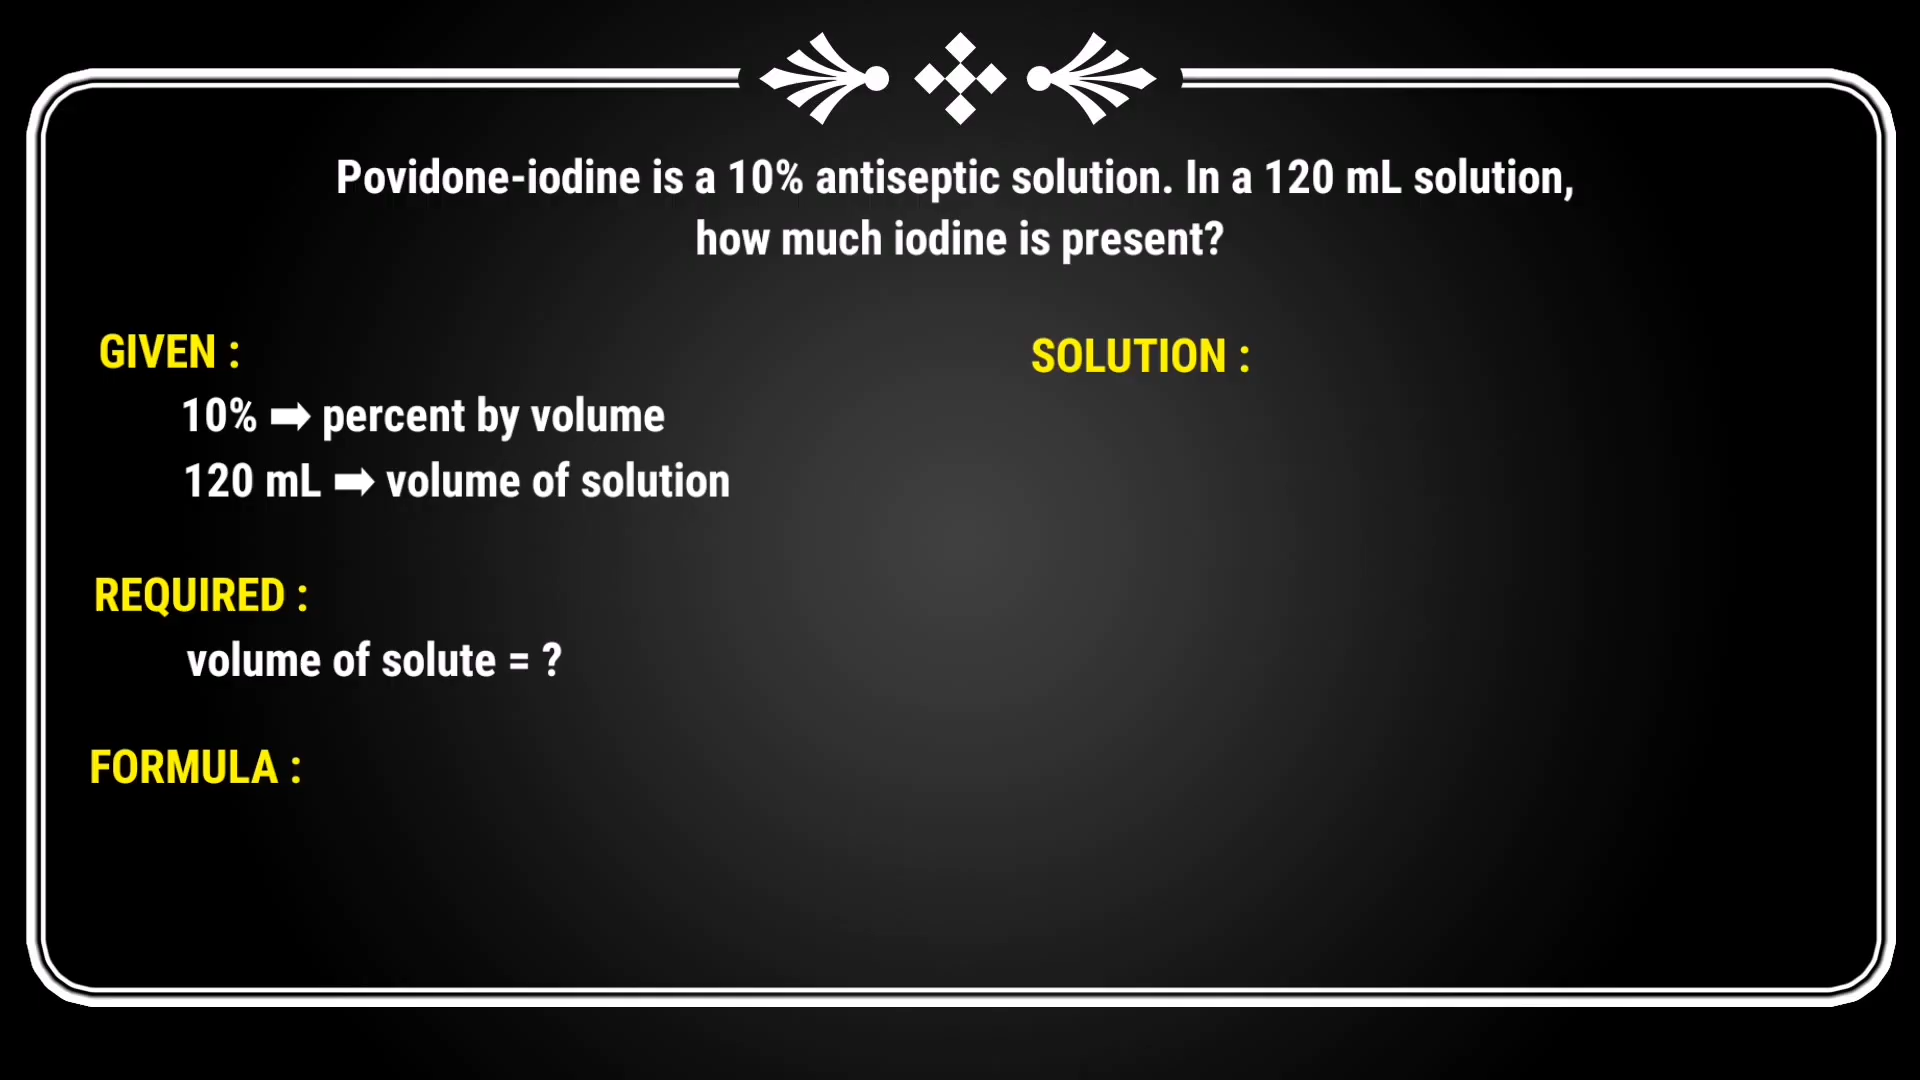 Povidone-iodine is a 10% antiseptic solution. In a 120 mL solution,
how much iodine is present?
GIVEN :
10% ➡ percent by volume
120 mL ➡ volume of solution
REQUIRED :
volume of solute = ?
FORMULA :
SOLUTION :